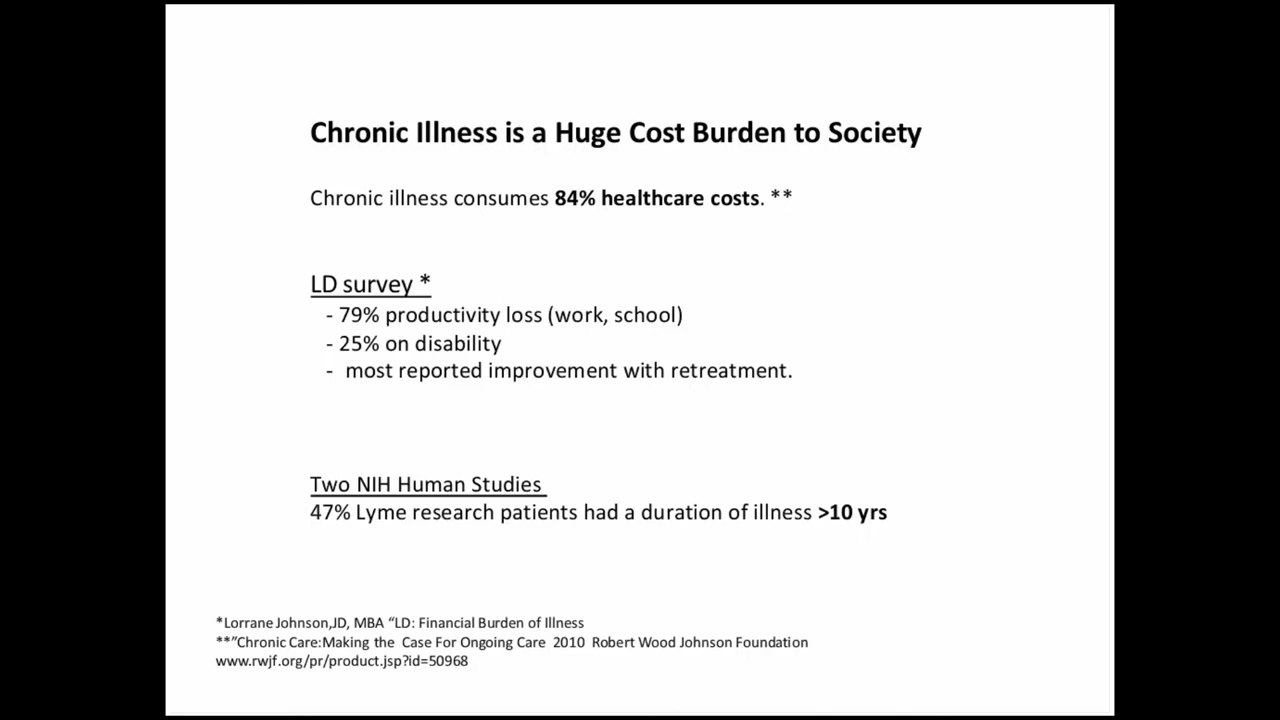 Chronic Illness is a Huge Cost Burden to Society
Chronic illness consumes 84% healthcare costs. **
LD survey *
- 79% productivity loss (work, school)
- 25% on disability
- most reported improvement with retreatment.
Two NIH Human Studies
47% Lyme research patients had a duration of illness >10 yrs
*Lorrane Johnson,JD, MBA “LD: Financial Burden of Illness
**”Chronic Care:Making the Case For Ongoing Care 2010 Robert Wood Johnson Foundation
www.rwjf.org/pr/product.jsp?id=50968